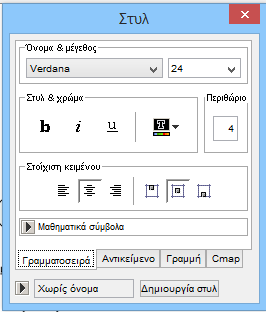 Στυλ
Όνομα & μέγεθος
Verdana 24
Στυλ & χρώμα Περιθώριο
b i u T 4
Στοίχιση κειμένου
Μαθηματικά σύμβολα
Γραμματοσειρά Αντικείμενο Γραμμή Cmap
Χωρίς όνομα Δημιουργία στυλ